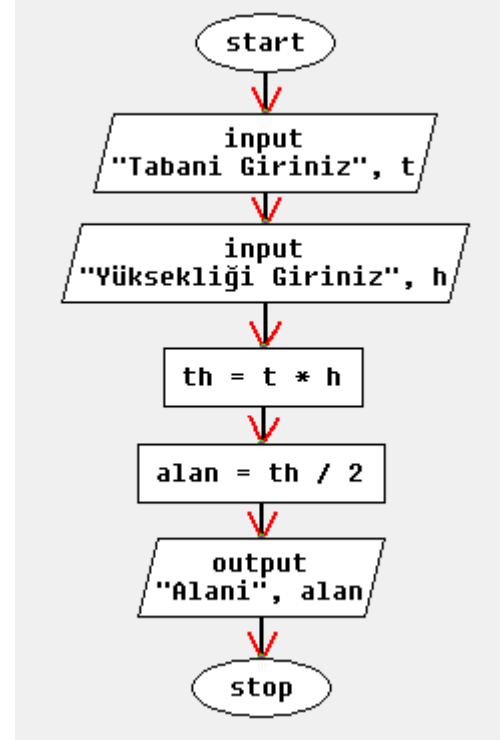 start
input
"Tabani Giriniz", t
input
"Yüksekliği Giriniz", h
th = t * h
alan = th / 2
output
"Alani", alan
stop